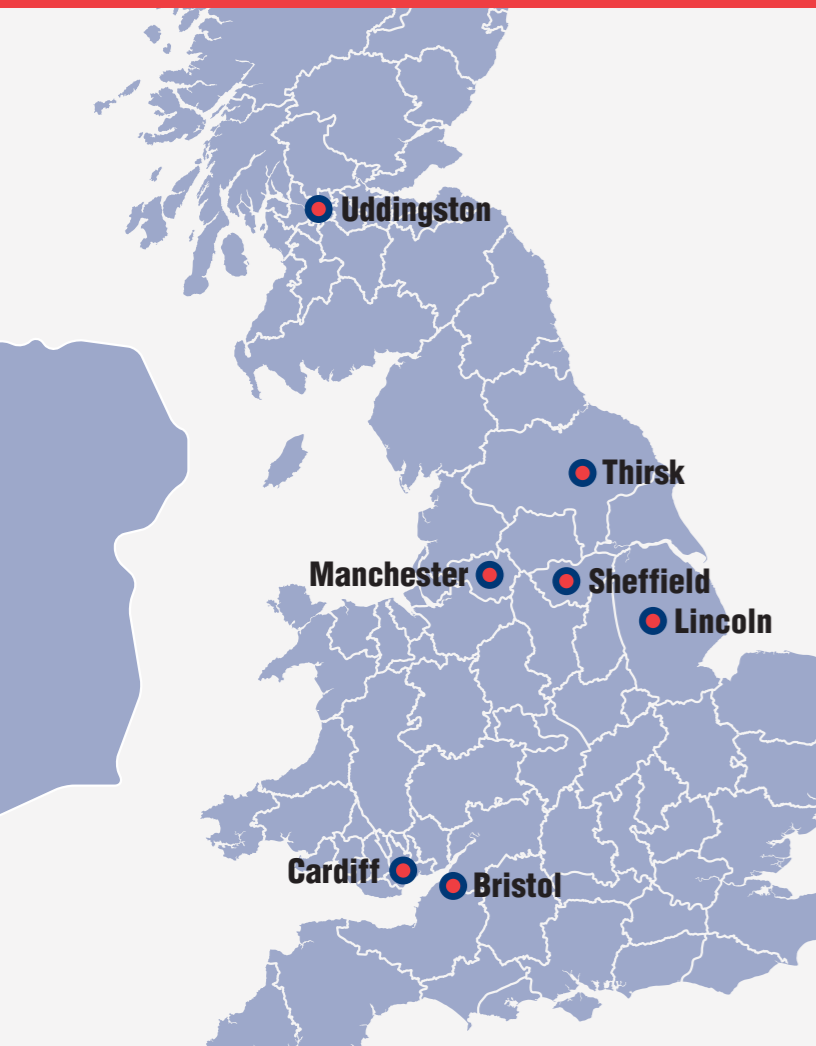 Uddingston
Thirsk
Manchester
Sheffield
Lincoln
Cardiff
Bristol